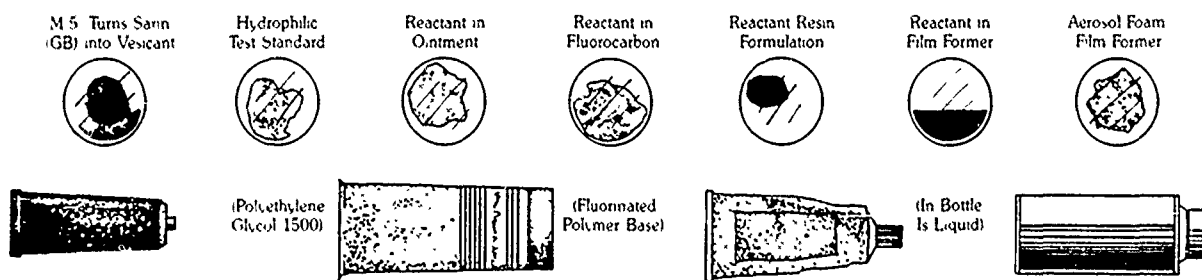 M 5 Turns Sarin
(GB) into Vesicant
Hydrophilic
Test Standard
Reactant in
Ointment
Reactant in
Fluorocarbon
Reactant Resin
Formulation
Reactant in
Film Former
Aerosol Foam
Film Former
(Polyethylene
Glycol 1500)
(Fluorinated
Polymer Base)
(In Bottle
Is Liquid)